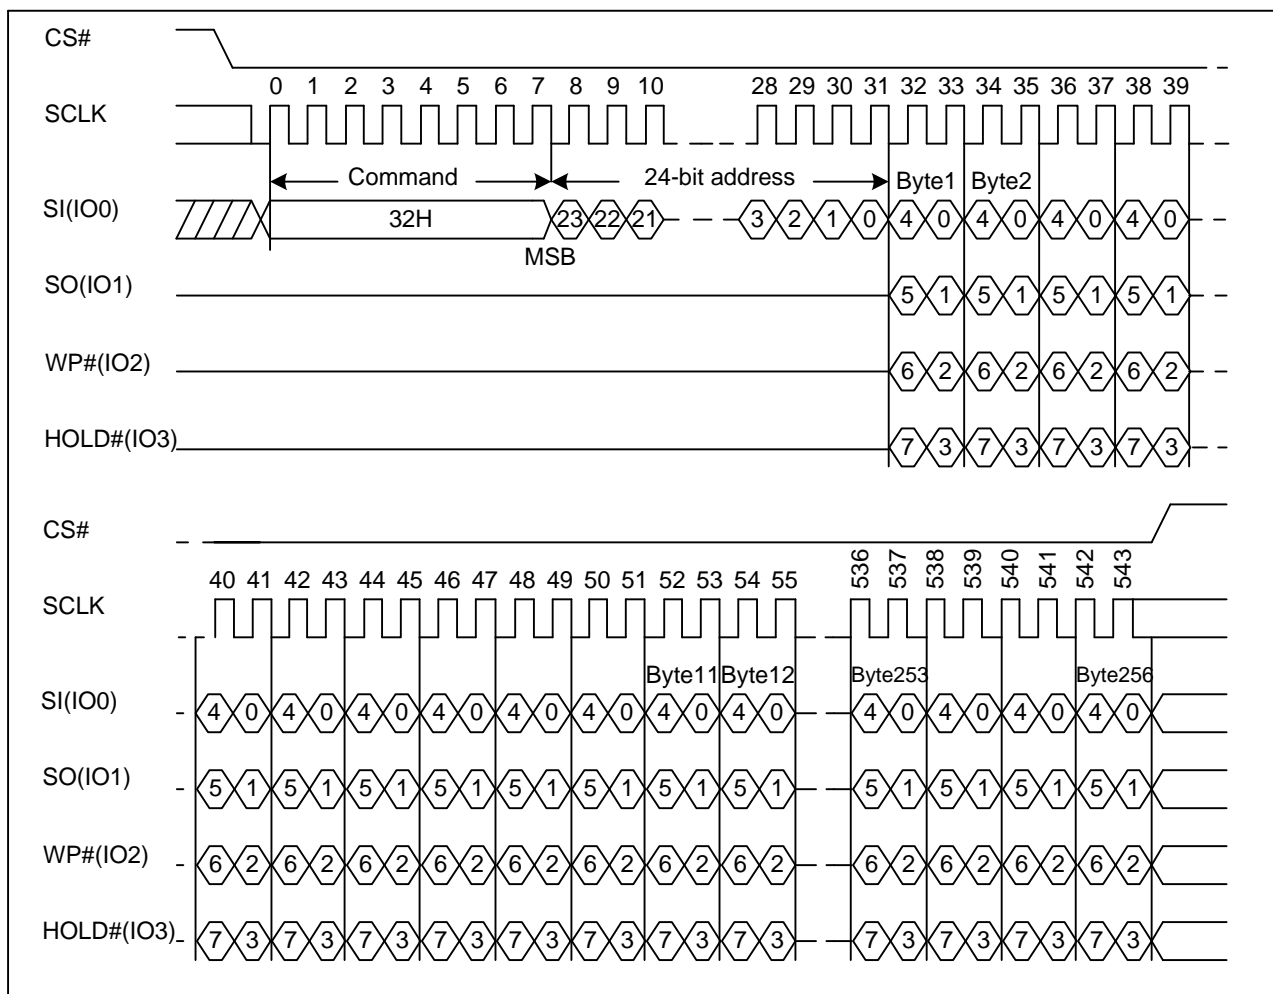 CS#
0 1 2 3 4 5 6 7 8 9 10 28 29 30 31 32 33 34 35 36 37 38 39
SCLK
Command 24-bit address Byte1 Byte2
SI(IO0) 32H 23 22 21 3 2 1 0 4 0 4 0 4 0 4 0
MSB
SO(IO1) 5 1 5 1 5 1 5 1
WP#(IO2) 6 2 6 2 6 2 6 2
HOLD#(IO3) 7 3 7 3 7 3 7 3
CS#
40 41 42 43 44 45 46 47 48 49 50 51 52 53 54 55 536 537 538 539 540 541 542 543
SCLK
Byte11 Byte12 Byte253 Byte256
SI(IO0) 4 0 4 0 4 0 4 0 4 0 4 0 4 0 4 0 4 0 4 0 4 0 4 0
SO(IO1) 5 1 5 1 5 1 5 1 5 1 5 1 5 1 5 1 5 1 5 1 5 1 5 1
WP#(IO2) 6 2 6 2 6 2 6 2 6 2 6 2 6 2 6 2 6 2 6 2 6 2 6 2
HOLD#(IO3) 7 3 7 3 7 3 7 3 7 3 7 3 7 3 7 3 7 3 7 3 7 3 7 3